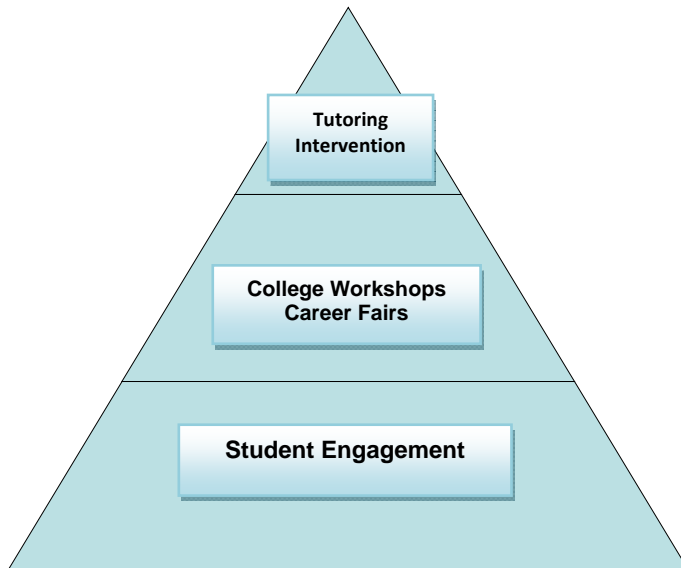 Tutoring
Intervention
College Workshops
Career Fairs
Student Engagement